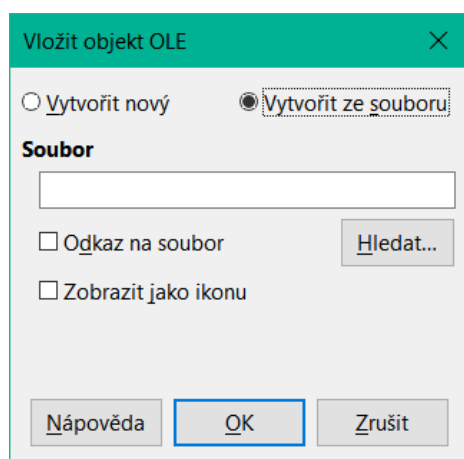 Vložit objekt OLE
Vytvořit nový Vytvořit ze souboru
Soubor
Odkaz na soubor Hledat...
Zobrazit jako ikonu
Nápověda OK Zrušit